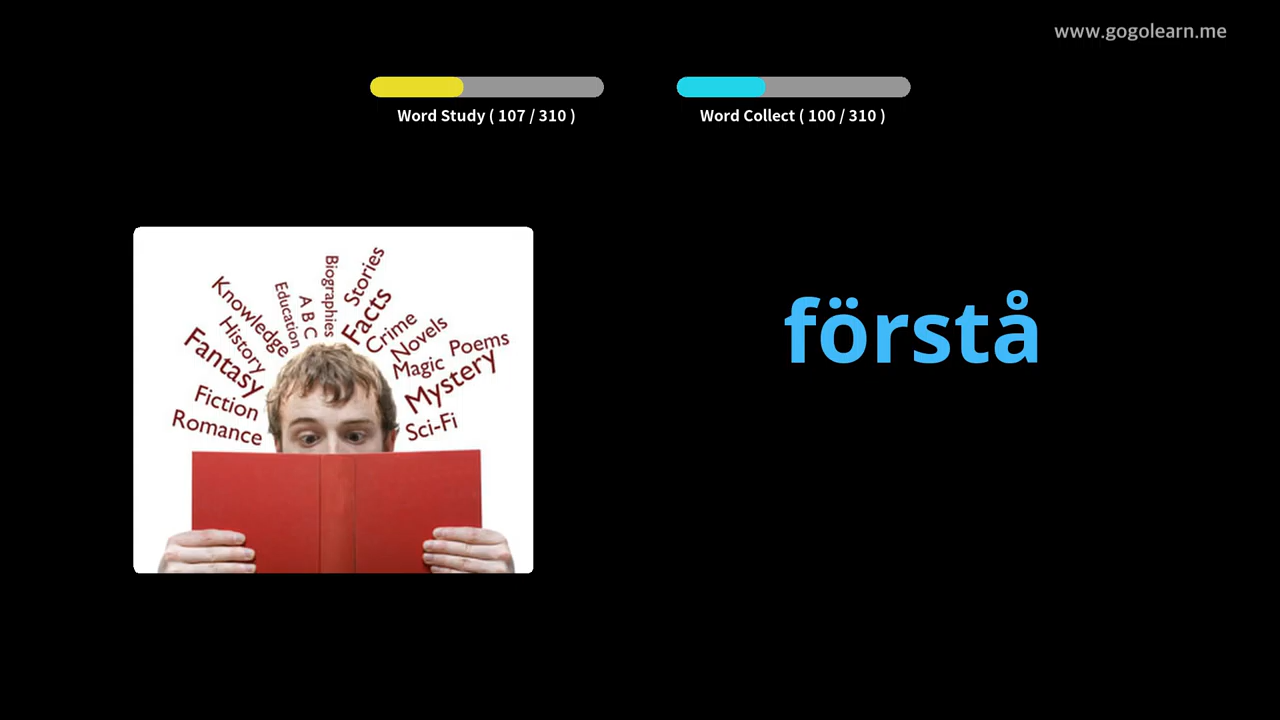 www.gogolearn.me
Word Study ( 107 / 310 )
Word Collect ( 100 / 310 )
förstå
Biographies
Stories
Education
A B C
Facts
Knowledge
Crime
History
Novels
Poems
Fantasy
Magic
Mystery
Fiction
Romance
Sci-Fi